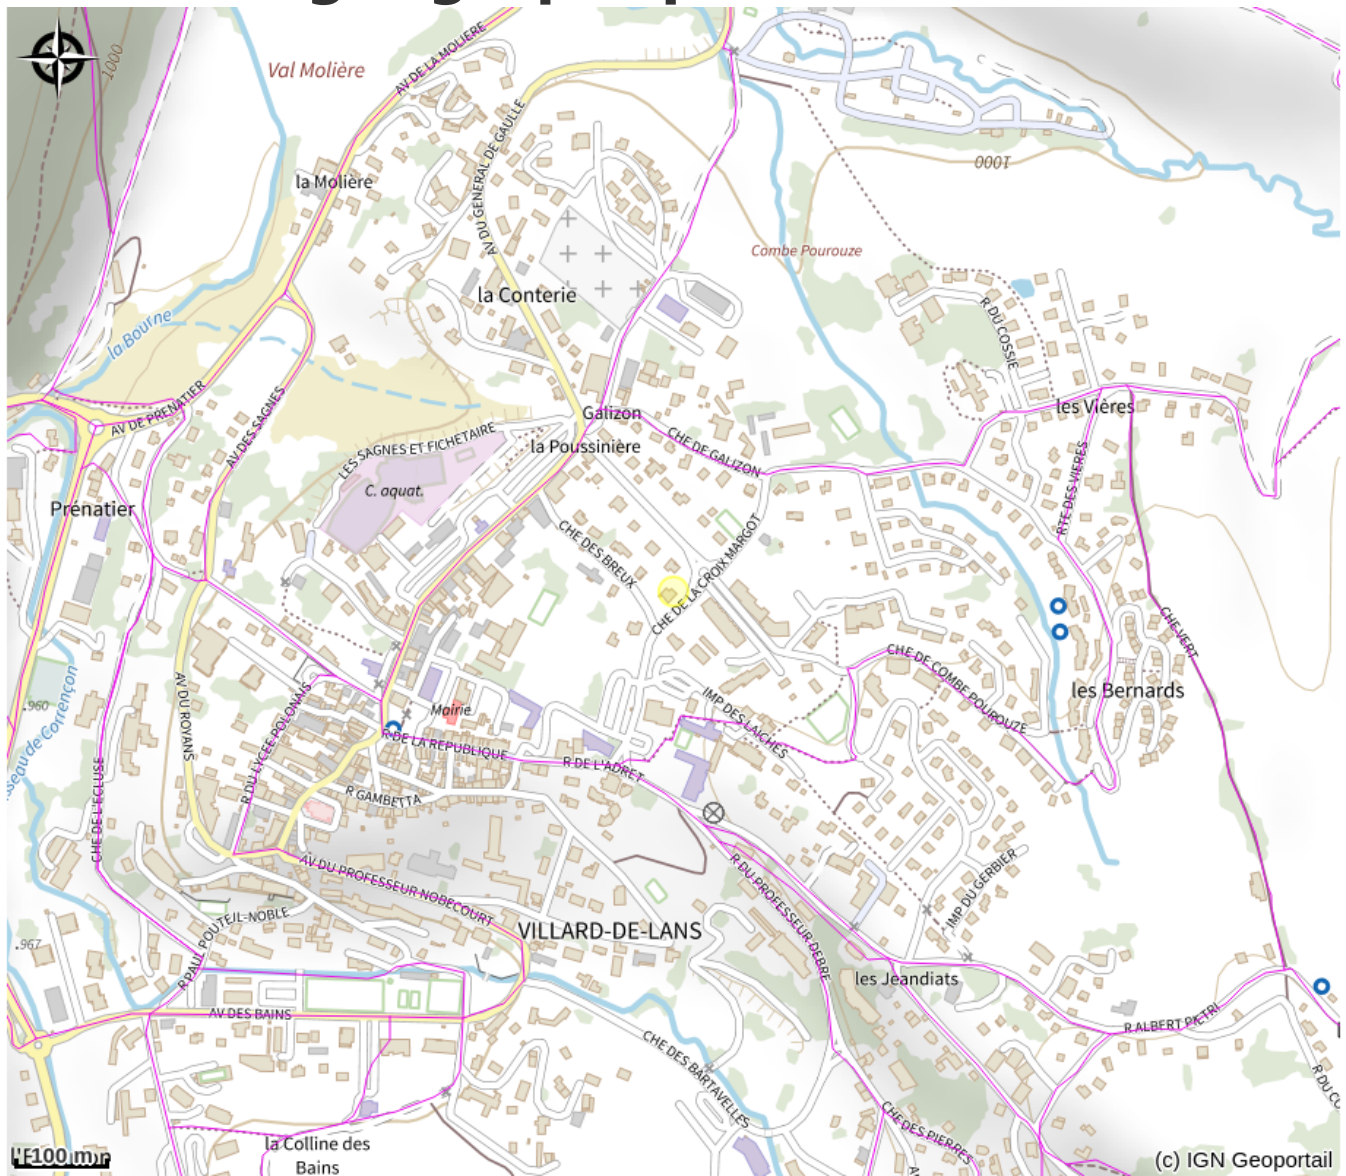 1000
Val Molière
AV DE LA MOLIERE
AV DU GENERAL DE GAULLE
la Molière
1000
Combe Pourouze
la Conterie
R DU COSSIE
la Bourne
AV DE PRENATIER
AV DES SAGNES
Galizon
les Vières
la Poussinière
CHE DE GALIZON
LES SAGNES ET FICHETAIRE
C. aquat.
RTE DES VIERES
Prénatier
CHE DES BREUX
CHE DE LA CROIX MARGOT
CHE VERT
CHE DE COMBE POUROUZE
les Bernards
.960
AV DU ROYANS
R DU LYCEE POLONAIS
Mairie
IMP DES LAICHES
R DE LA REPUBLIQUE
R DE L'ADRET
R GAMBETTA
CHE DE L'ECLUSE
AV DU PROFESSEUR NOBECOURT
R DU PROFESSEUR DEBRE
IMP DU GERBIER
R PAUL POUTEIL-NOBLE
VILLARD-DE-LANS
.967
les Jeandiats
AV DES BAINS
R ALBERT PIETRI
CHE DES BARTAVELLES
CHE DES PIERRES
la Colline des
Bains
100 m
(c) IGN Geoportail